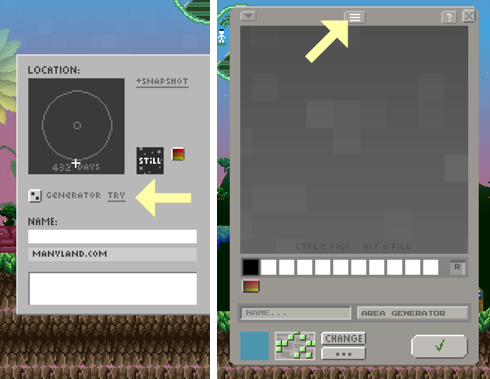 LOCATION:
+SNAPSHOT
432 DAYS
STILL
GENERATOR TRY
NAME:
MANYLAND.COM
?
CTRL = PICK ALT = FILL
R
NAME...
AREA GENERATOR
CHANGE
...